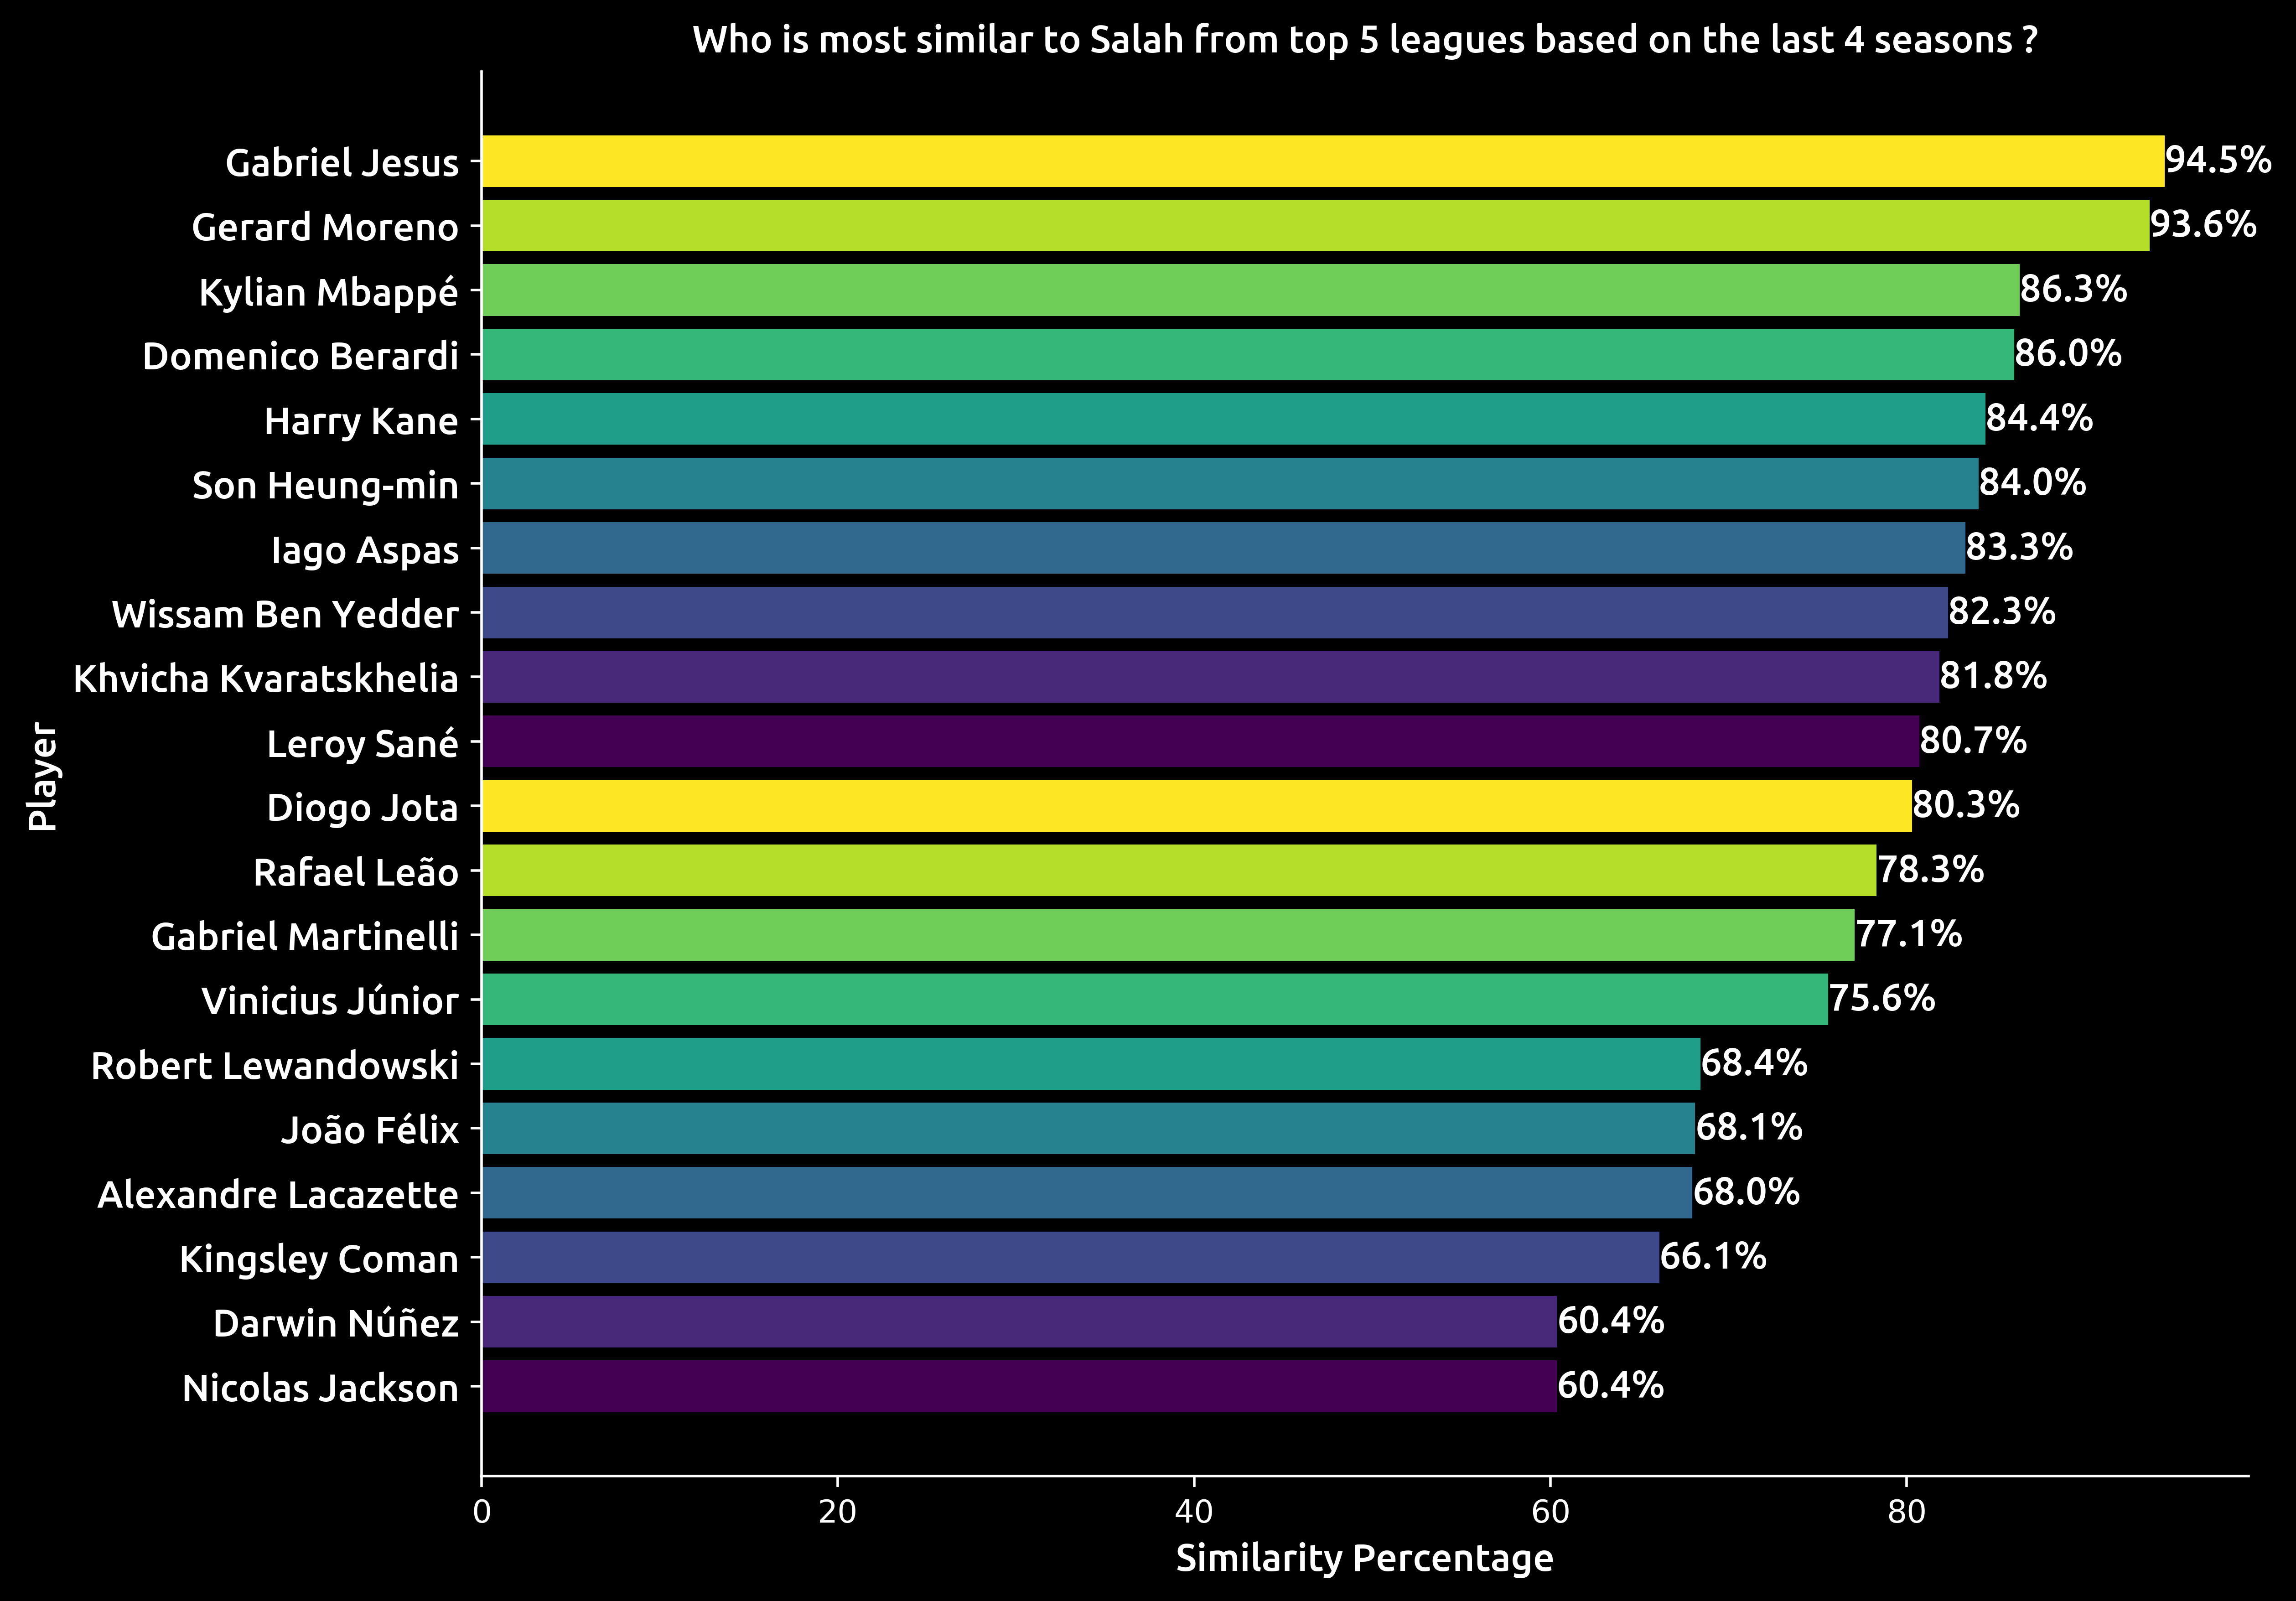 Who is most similar to Salah from top 5 leagues based on the last 4 seasons ?
Gabriel Jesus 94.5%
Gerard Moreno 93.6%
Kylian Mbappé 86.3%
Domenico Berardi 86.0%
Harry Kane 84.4%
Son Heung-min 84.0%
Iago Aspas 83.3%
Wissam Ben Yedder 82.3%
Khvicha Kvaratskhelia 81.8%
Leroy Sané 80.7%
Diogo Jota 80.3%
Rafael Leão 78.3%
Gabriel Martinelli 77.1%
Vinicius Júnior 75.6%
Robert Lewandowski 68.4%
João Félix 68.1%
Alexandre Lacazette 68.0%
Kingsley Coman 66.1%
Darwin Núñez 60.4%
Nicolas Jackson 60.4%
Player
0 20 40 60 80
Similarity Percentage